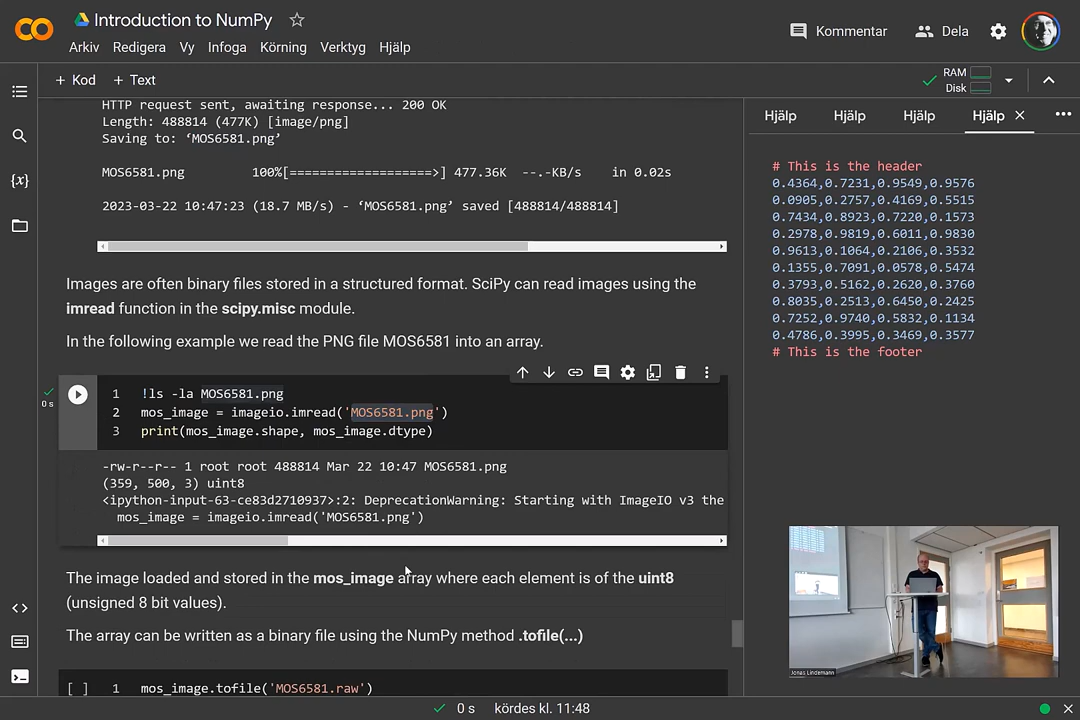 Introduction to NumPy
Arkiv Redigera Vy Infoga Körning Verktyg Hjälp
Kommentar
Dela
+ Kod + Text
RAM
Disk
HTTP request sent, awaiting response... 200 OK
Length: 488814 (477K) [image/png]
Saving to: ‘MOS6581.png’
MOS6581.png 100%[===================>] 477.36K --.-KB/s in 0.02s
2023-03-22 10:47:23 (18.7 MB/s) - ‘MOS6581.png’ saved [488814/488814]
Images are often binary files stored in a structured format. SciPy can read images using the
imread function in the scipy.misc module.
In the following example we read the PNG file MOS6581 into an array.
0 s
1 !ls -la MOS6581.png
2 mos_image = imageio.imread('MOS6581.png')
3 print(mos_image.shape, mos_image.dtype)
-rw-r--r-- 1 root root 488814 Mar 22 10:47 MOS6581.png
(359, 500, 3) uint8
<ipython-input-63-ce83d2710937>:2: DeprecationWarning: Starting with ImageIO v3 the
mos_image = imageio.imread('MOS6581.png')
The image loaded and stored in the mos_image array where each element is of the uint8
(unsigned 8 bit values).
The array can be written as a binary file using the NumPy method .tofile(...)
[ ] 1 mos_image.tofile('MOS6581.raw')
Hjälp Hjälp Hjälp Hjälp
# This is the header
0.4364,0.7231,0.9549,0.9576
0.0905,0.2757,0.4169,0.5515
0.7434,0.8923,0.7220,0.1573
0.2978,0.9819,0.6011,0.9830
0.9613,0.1064,0.2106,0.3532
0.1355,0.7091,0.0578,0.5474
0.3793,0.5162,0.2620,0.3760
0.8035,0.2513,0.6450,0.2425
0.7252,0.9740,0.5832,0.1134
0.4786,0.3995,0.3469,0.3577
# This is the footer
Jonas Lindemann
0 s kördes kl. 11:48